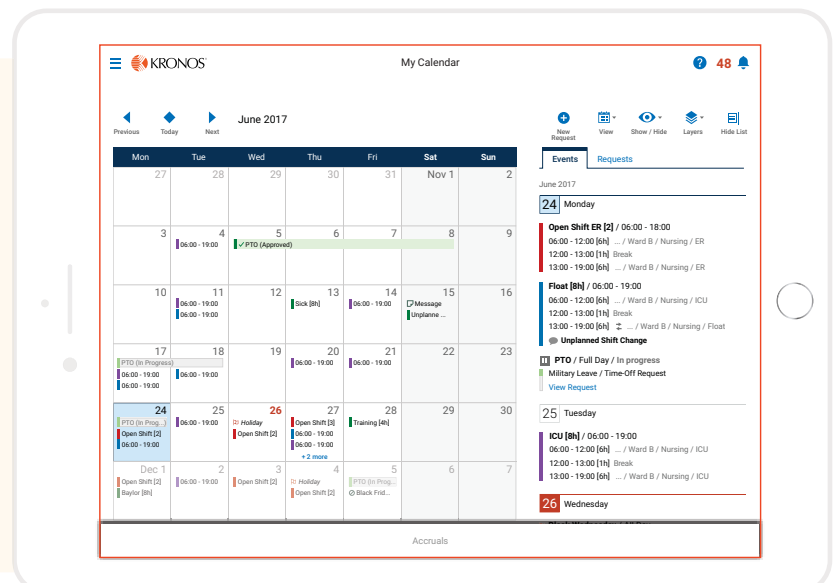 KRONOS
My Calendar
? 48
Previous
Today
Next
June 2017
New Request
View
Show / Hide
Layers
Hide List
Mon Tue Wed Thu Fri Sat Sun
27 28 29 30 31 Nov 1 2
3 4 5 6 7 8 9
06:00 - 19:00
PTO (Approved)
10 11 12 13 14 15 16
06:00 - 19:00
06:00 - 19:00
Sick [8h]
06:00 - 19:00
Message
Unplanne ...
17 18 19 20 21 22 23
PTO (In Progress)
06:00 - 19:00
06:00 - 19:00
06:00 - 19:00
06:00 - 19:00
06:00 - 19:00
24 25 26 27 28 29 30
PTO (In Prog...)
Open Shift [2]
06:00 - 19:00
06:00 - 19:00
Holiday
Open Shift [2]
Open Shift [3]
06:00 - 19:00
06:00 - 19:00
+ 2 more
Training [4h]
Dec 1 2 3 4 5 6 7
Open Shift [2]
Baylor [8h]
06:00 - 19:00
Open Shift [2]
Holiday
Open Shift [2]
PTO (In Prog...
Black Frid...
Events
Requests
June 2017
24 Monday
Open Shift ER [2] / 06:00 - 18:00
06:00 - 12:00 [6h] ... / Ward B / Nursing / ER
12:00 - 13:00 [1h] Break
13:00 - 19:00 [6h] ... / Ward B / Nursing / ER
Float [8h] / 06:00 - 19:00
06:00 - 12:00 [6h] ... / Ward B / Nursing / ICU
12:00 - 13:00 [1h] Break
13:00 - 19:00 [6h] ... / Ward B / Nursing / Float
Unplanned Shift Change
PTO / Full Day / In progress
Military Leave / Time-Off Request
View Request
25 Tuesday
ICU [8h] / 06:00 - 19:00
06:00 - 12:00 [6h] ... / Ward B / Nursing / ICU
12:00 - 13:00 [1h] Break
13:00 - 19:00 [6h] ... / Ward B / Nursing / ICU
26 Wednesday
Accruals